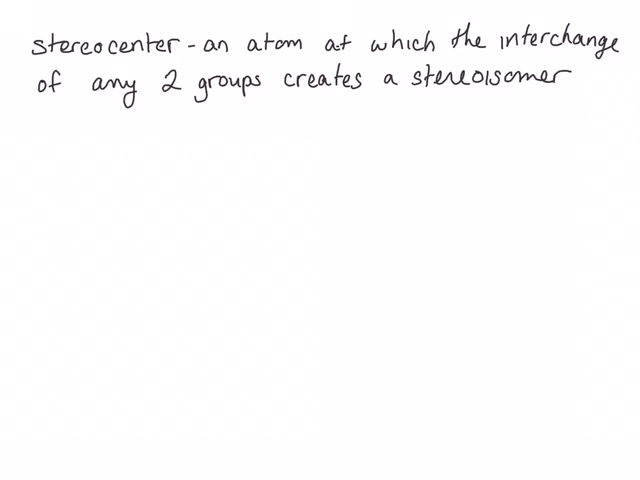 stereocenter - an atom at which the interchange
of any 2 groups creates a stereoisomer